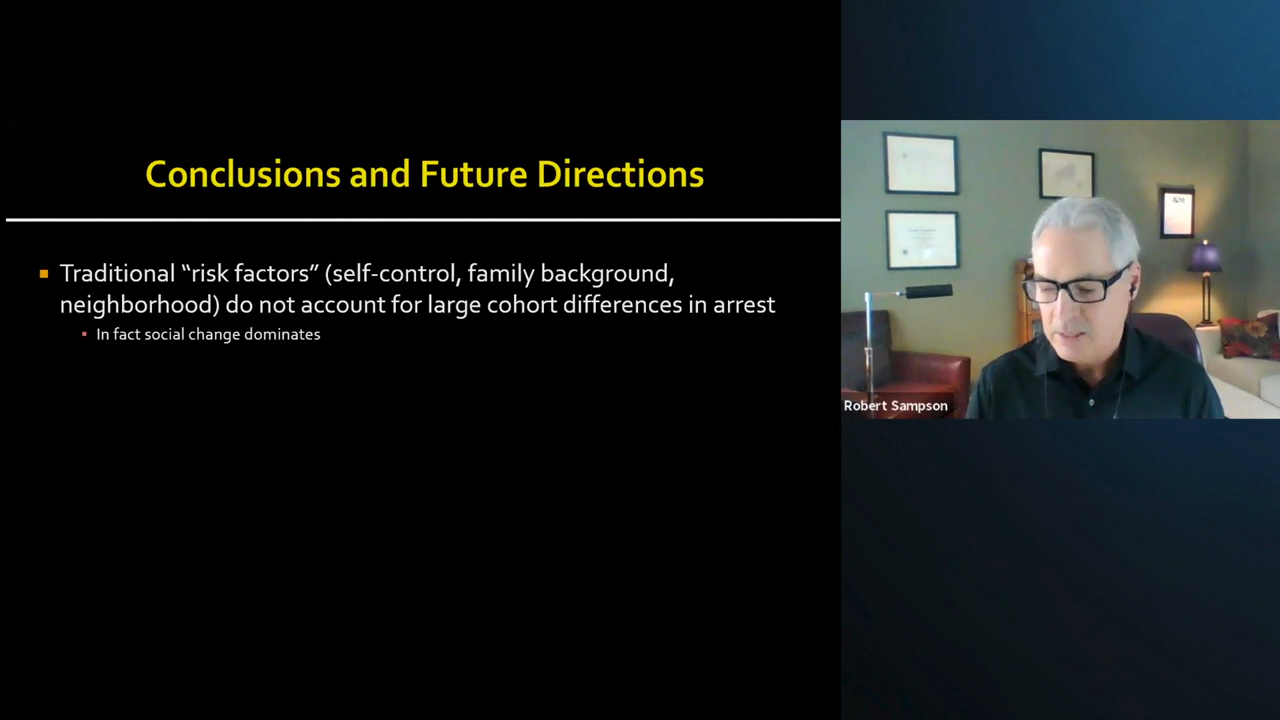 Conclusions and Future Directions
Traditional “risk factors” (self-control, family background,
neighborhood) do not account for large cohort differences in arrest
In fact social change dominates
Robert Sampson